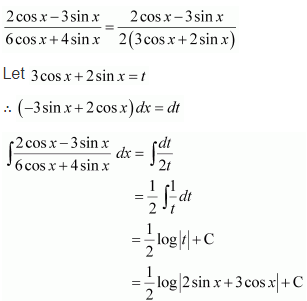 (2cos x − 3sin x)/(6cos x + 4sin x) = (2cos x − 3sin x)/(2(3cos x + 2sin x))
Let 3cos x + 2sin x = t
∴ (−3sin x + 2cos x)dx = dt
∫ (2cos x − 3sin x)/(6cos x + 4sin x) dx = ∫ dt/2t
= 1/2 ∫ 1/t dt
= 1/2 log|t| + C
= 1/2 log|2sin x + 3cos x| + C